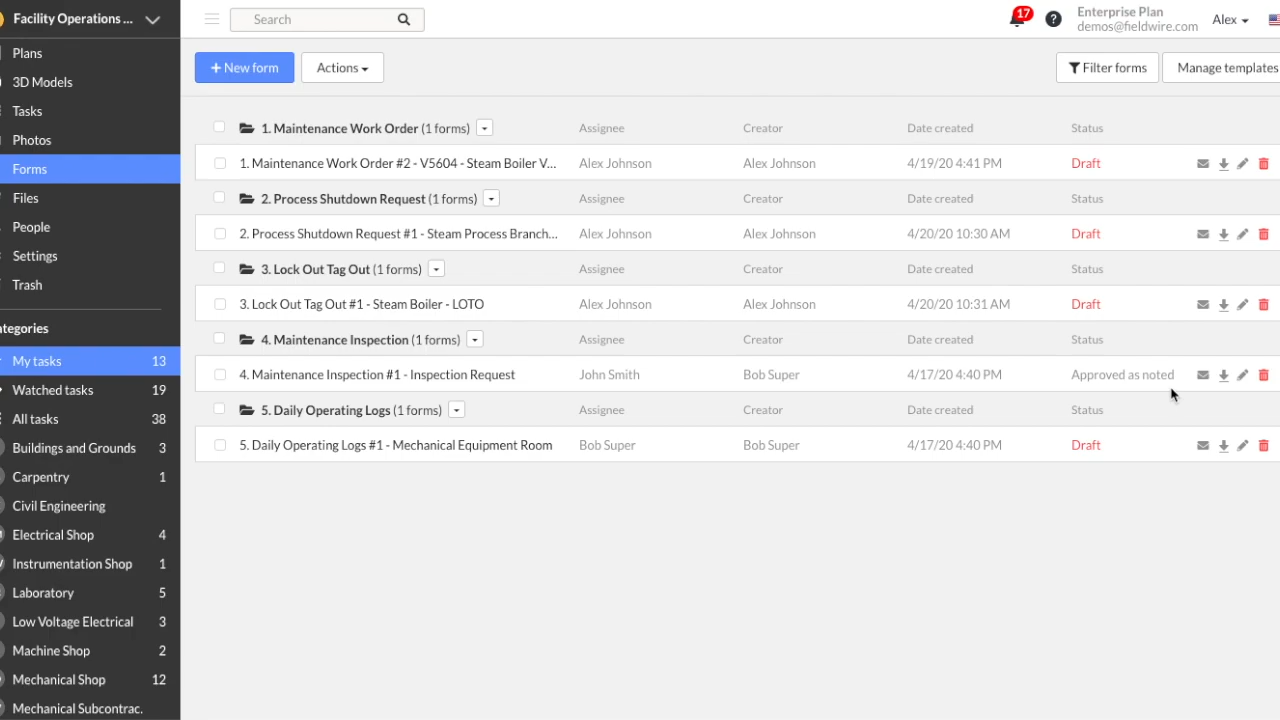 Facility Operations ...
Search
17
Enterprise Plan
demos@fieldwire.com
Alex
Plans
3D Models
Tasks
Photos
Forms
Files
People
Settings
Trash
ategories
My tasks 13
Watched tasks 19
All tasks 38
Buildings and Grounds 3
Carpentry 1
Civil Engineering
Electrical Shop 4
Instrumentation Shop 1
Laboratory 5
Low Voltage Electrical 3
Machine Shop 2
Mechanical Shop 12
Mechanical Subcontrac.
+ New form
Actions
Filter forms
Manage templates
1. Maintenance Work Order (1 forms) Assignee Creator Date created Status
1. Maintenance Work Order #2 - V5604 - Steam Boiler V... Alex Johnson Alex Johnson 4/19/20 4:41 PM Draft
2. Process Shutdown Request (1 forms) Assignee Creator Date created Status
2. Process Shutdown Request #1 - Steam Process Branch... Alex Johnson Alex Johnson 4/20/20 10:30 AM Draft
3. Lock Out Tag Out (1 forms) Assignee Creator Date created Status
3. Lock Out Tag Out #1 - Steam Boiler - LOTO Alex Johnson Alex Johnson 4/20/20 10:31 AM Draft
4. Maintenance Inspection (1 forms) Assignee Creator Date created Status
4. Maintenance Inspection #1 - Inspection Request John Smith Bob Super 4/17/20 4:40 PM Approved as noted
5. Daily Operating Logs (1 forms) Assignee Creator Date created Status
5. Daily Operating Logs #1 - Mechanical Equipment Room Bob Super Bob Super 4/17/20 4:40 PM Draft